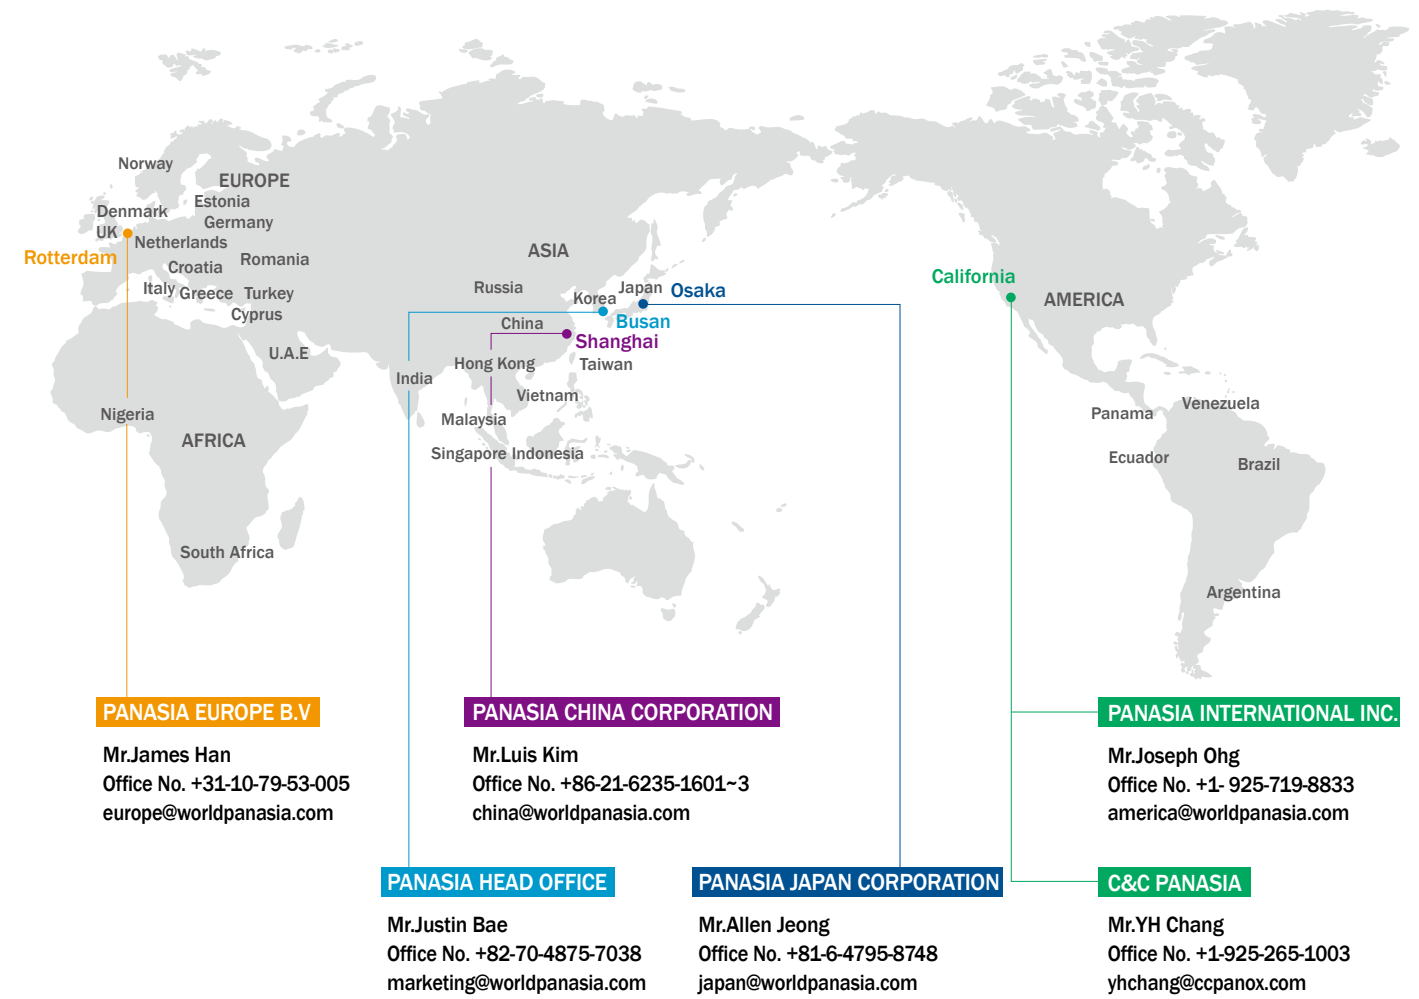 Norway
EUROPE
Estonia
Denmark
Germany
UK
Netherlands
Rotterdam
Croatia
Romania
Italy
Greece
Turkey
Cyprus
U.A.E
Nigeria
AFRICA
South Africa
ASIA
Russia
Korea
Japan
Osaka
Busan
China
Shanghai
Hong Kong
Taiwan
India
Vietnam
Malaysia
Singapore Indonesia
California
AMERICA
Panama
Venezuela
Ecuador
Brazil
Argentina
PANASIA EUROPE B.V
Mr.James Han
Office No. +31-10-79-53-005
europe@worldpanasia.com
PANASIA CHINA CORPORATION
Mr.Luis Kim
Office No. +86-21-6235-1601~3
china@worldpanasia.com
PANASIA INTERNATIONAL INC.
Mr.Joseph Ohg
Office No. +1- 925-719-8833
america@worldpanasia.com
PANASIA HEAD OFFICE
Mr.Justin Bae
Office No. +82-70-4875-7038
marketing@worldpanasia.com
PANASIA JAPAN CORPORATION
Mr.Allen Jeong
Office No. +81-6-4795-8748
japan@worldpanasia.com
C&C PANASIA
Mr.YH Chang
Office No. +1-925-265-1003
yhchang@ccpanox.com